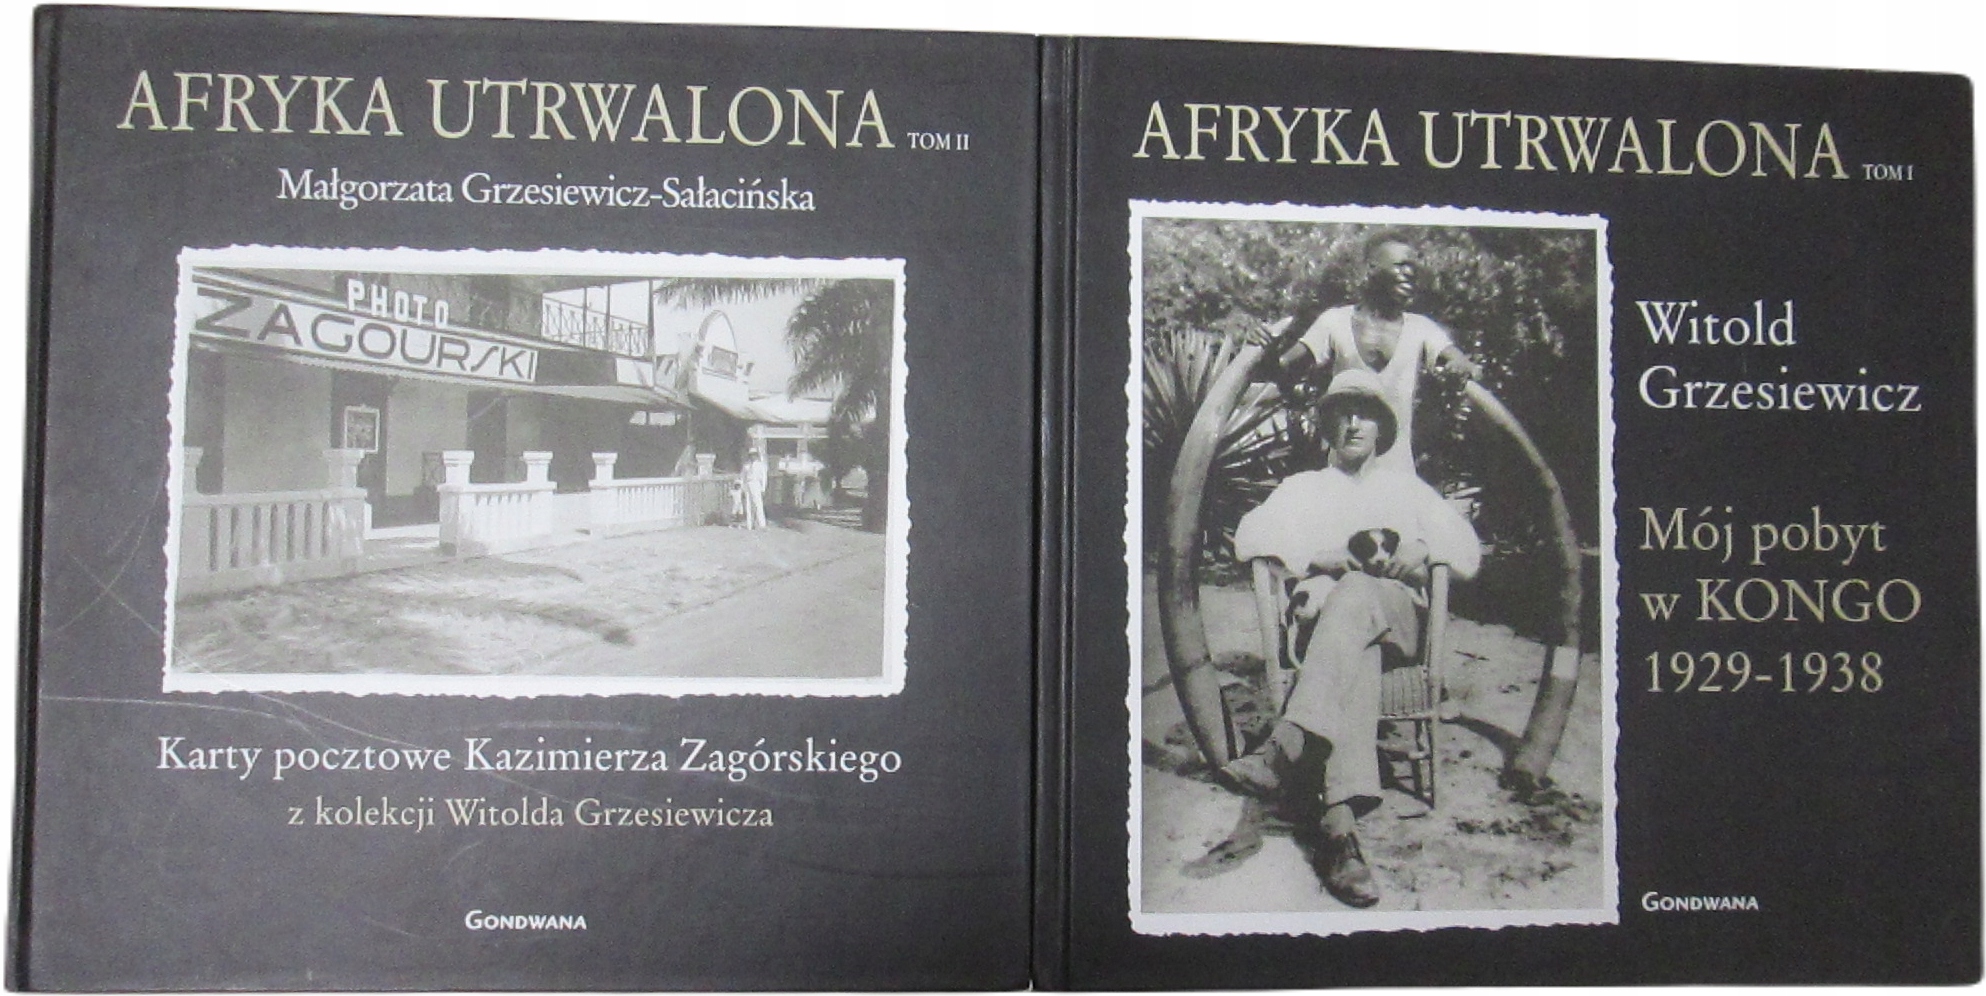 AFRYKA UTRWALONA TOM II
Małgorzata Grzesiewicz-Sałacińska
PHOTO
ZAGOURSKI
Karty pocztowe Kazimierza Zagórskiego
z kolekcji Witolda Grzesiewicza
GONDWANA
AFRYKA UTRWALONA TOM I
Witold
Grzesiewicz
Mój pobyt
w KONGO
1929-1938
GONDWANA